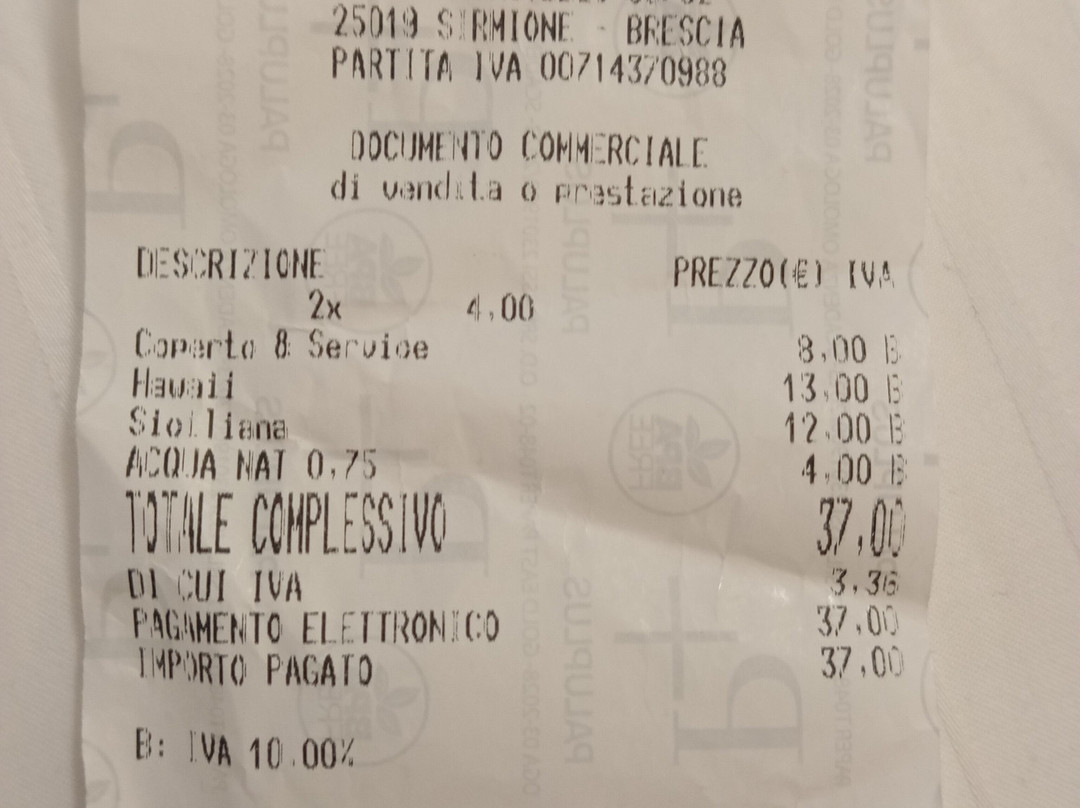 25019 SIRMIONE - BRESCIA
PARTITA IVA 00714370988
DOCUMENTO COMMERCIALE
di vendita o prestazione
DESCRIZIONE PREZZO(€) IVA
2x 4,00
Coperto & Service 8,00 B
Hawaii 13,00 B
Siciliana 12,00 B
ACQUA NAT 0,75 4,00 B
TOTALE COMPLESSIVO 37,00
DI CUI IVA 3,36
PAGAMENTO ELETTRONICO 37,00
IMPORTO PAGATO 37,00
B: IVA 10.00%